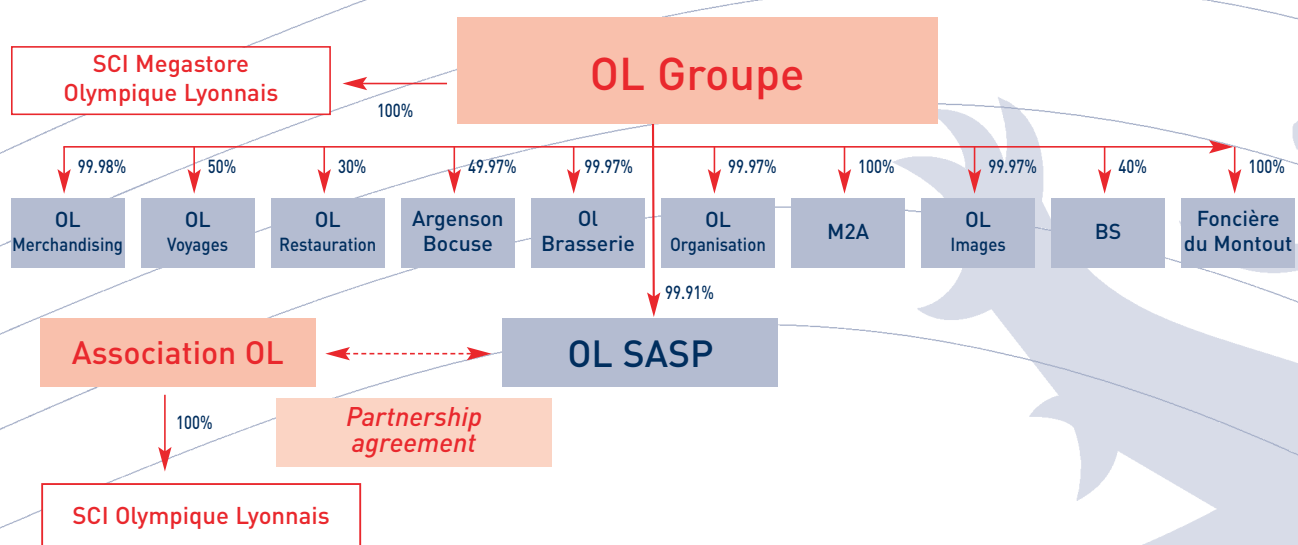 SCI Megastore
Olympique Lyonnais
OL Groupe
100%
99.98%
50%
30%
49.97%
99.97%
99.97%
100%
99.97%
40%
100%
OL
Merchandising
OL
Voyages
OL
Restauration
Argenson
Bocuse
Ol
Brasserie
OL
Organisation
M2A
OL
Images
BS
Foncière
du Montout
99.91%
Association OL
OL SASP
100%
Partnership
agreement
SCI Olympique Lyonnais